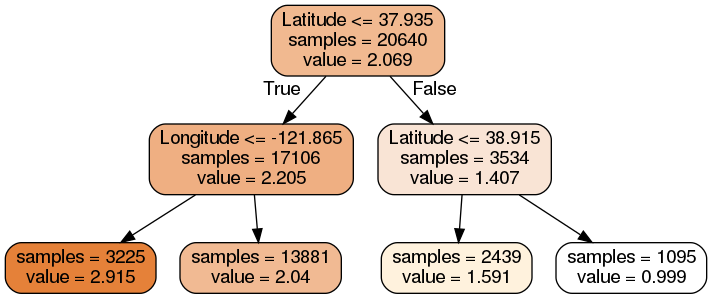 Latitude <= 37.935
samples = 20640
value = 2.069
True
False
Longitude <= -121.865
samples = 17106
value = 2.205
Latitude <= 38.915
samples = 3534
value = 1.407
samples = 3225
value = 2.915
samples = 13881
value = 2.04
samples = 2439
value = 1.591
samples = 1095
value = 0.999